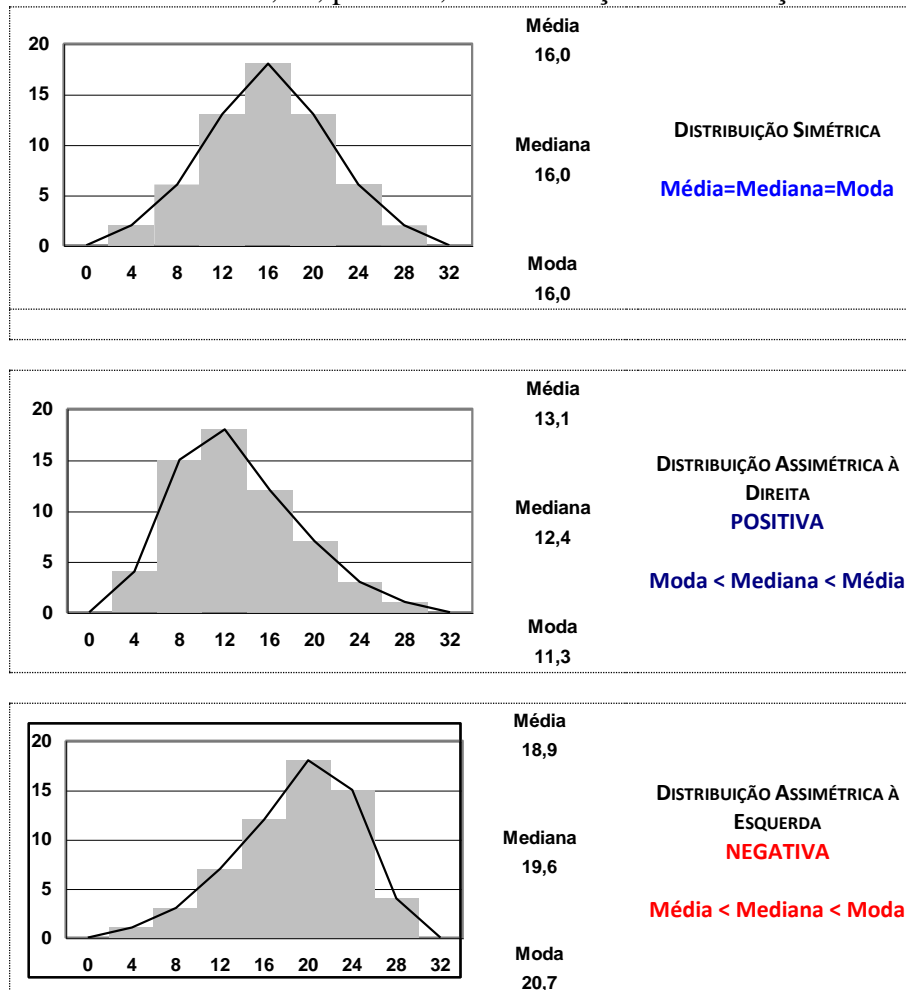 Média
16,0
20
15
10
5
0
0 4 8 12 16 20 24 28 32
Mediana
16,0
Moda
16,0
DISTRIBUIÇÃO SIMÉTRICA
Média=Mediana=Moda
Média
13,1
20
15
10
5
0
0 4 8 12 16 20 24 28 32
Mediana
12,4
Moda
11,3
DISTRIBUIÇÃO ASSIMÉTRICA À
DIREITA
POSITIVA
Moda < Mediana < Média
Média
18,9
20
15
10
5
0
0 4 8 12 16 20 24 28 32
Mediana
19,6
Moda
20,7
DISTRIBUIÇÃO ASSIMÉTRICA À
ESQUERDA
NEGATIVA
Média < Mediana < Moda